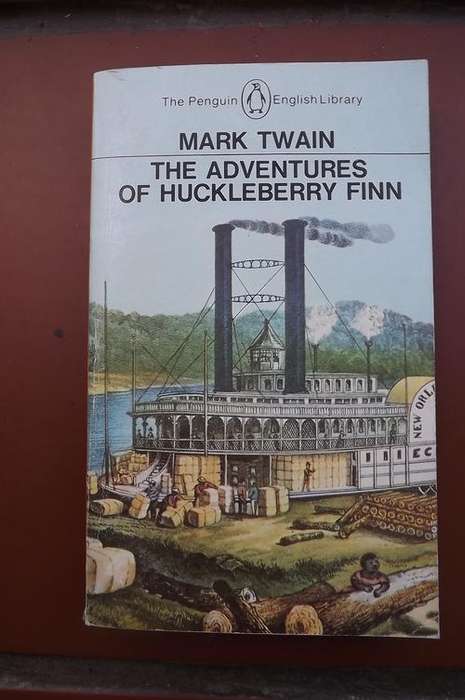 The Penguin English Library
MARK TWAIN
THE ADVENTURES
OF HUCKLEBERRY FINN
NEW ORL
EC